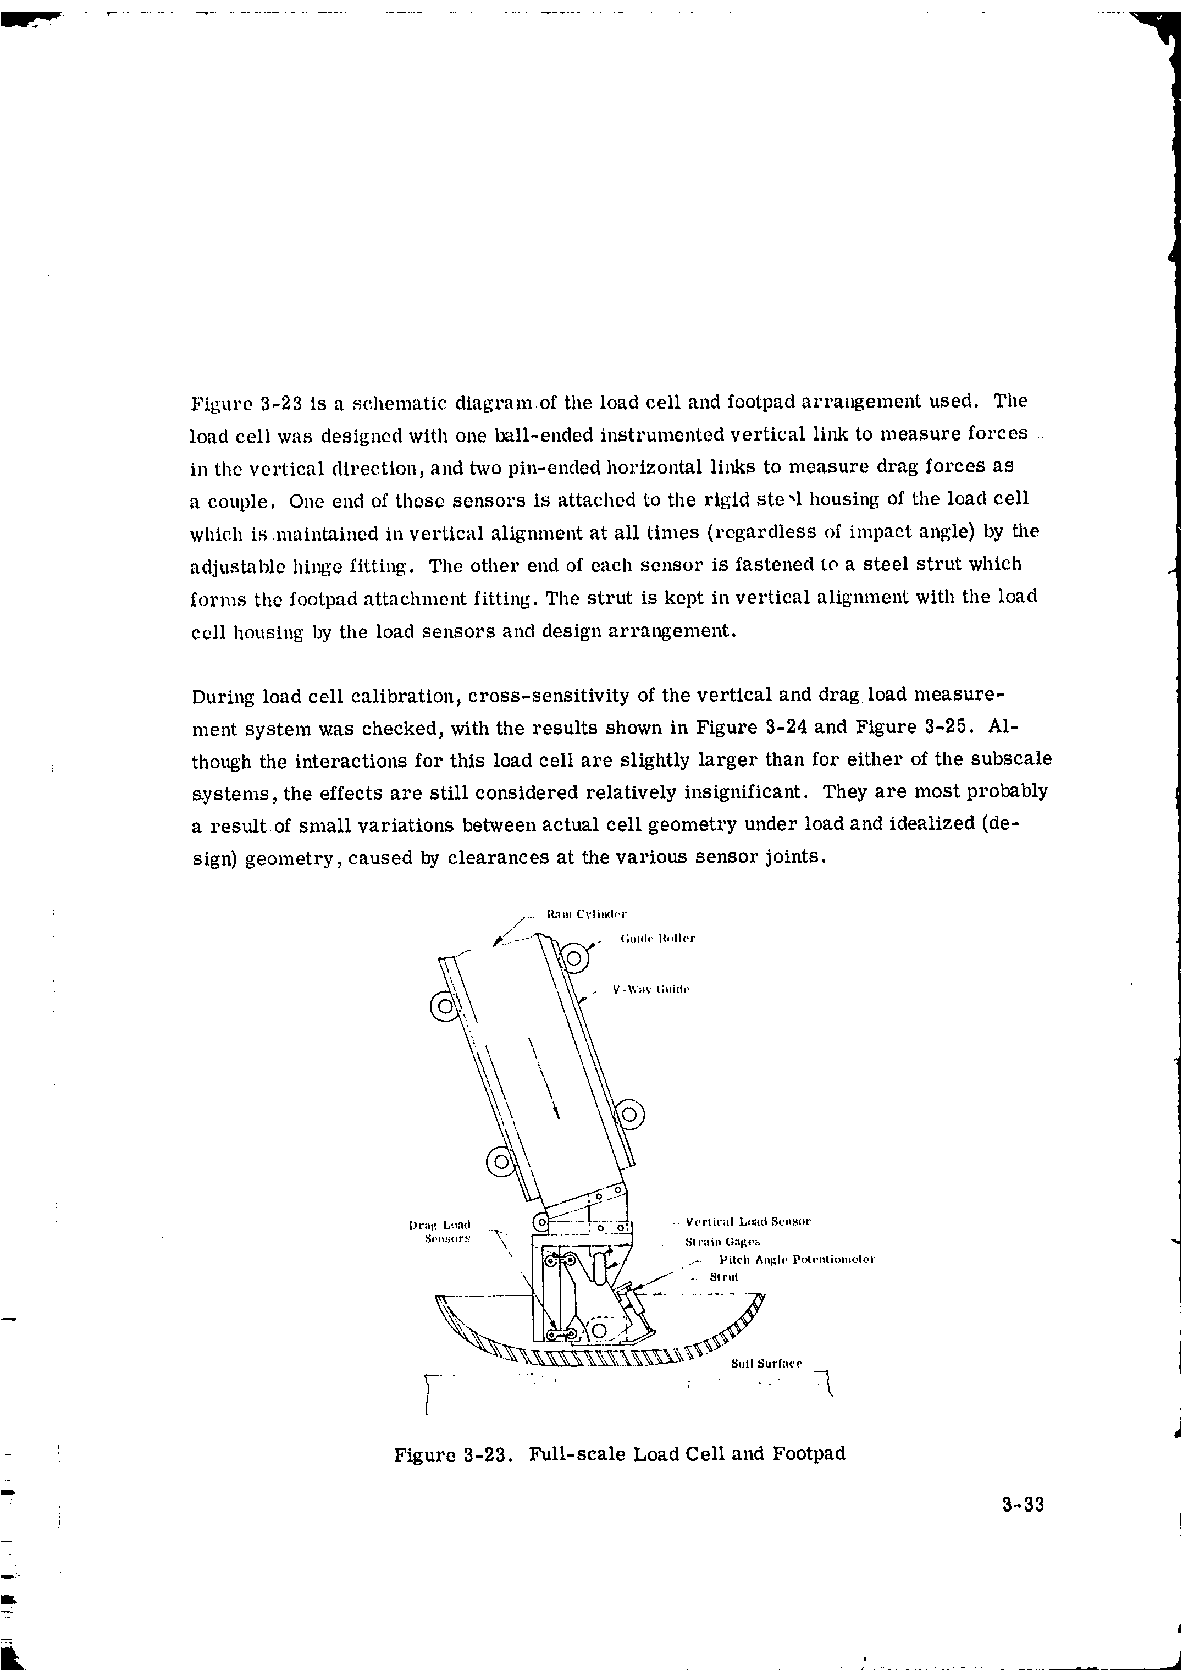 Figure 3-23 is a schematic diagram of the load cell and footpad arrangement used. The
load cell was designed with one ball-ended instrumented vertical link to measure forces
in the vertical direction, and two pin-ended horizontal links to measure drag forces as
a couple. One end of these sensors is attached to the rigid steel housing of the load cell
which is maintained in vertical alignment at all times (regardless of impact angle) by the
adjustable hinge fitting. The other end of each sensor is fastened to a steel strut which
forms the footpad attachment fitting. The strut is kept in vertical alignment with the load
cell housing by the load sensors and design arrangement.
During load cell calibration, cross-sensitivity of the vertical and drag load measure-
ment system was checked, with the results shown in Figure 3-24 and Figure 3-25. Al-
though the interactions for this load cell are slightly larger than for either of the subscale
systems, the effects are still considered relatively insignificant. They are most probably
a result of small variations between actual cell geometry under load and idealized (de-
sign) geometry, caused by clearances at the various sensor joints.
Ram Cylinder
Guide Roller
V-Way Guide
Drag Load
Sensors
Vertical Load Sensor
Strain Gages
Pitch Angle Potentiometer
Strut
Soil Surface
Figure 3-23. Full-scale Load Cell and Footpad
3-33